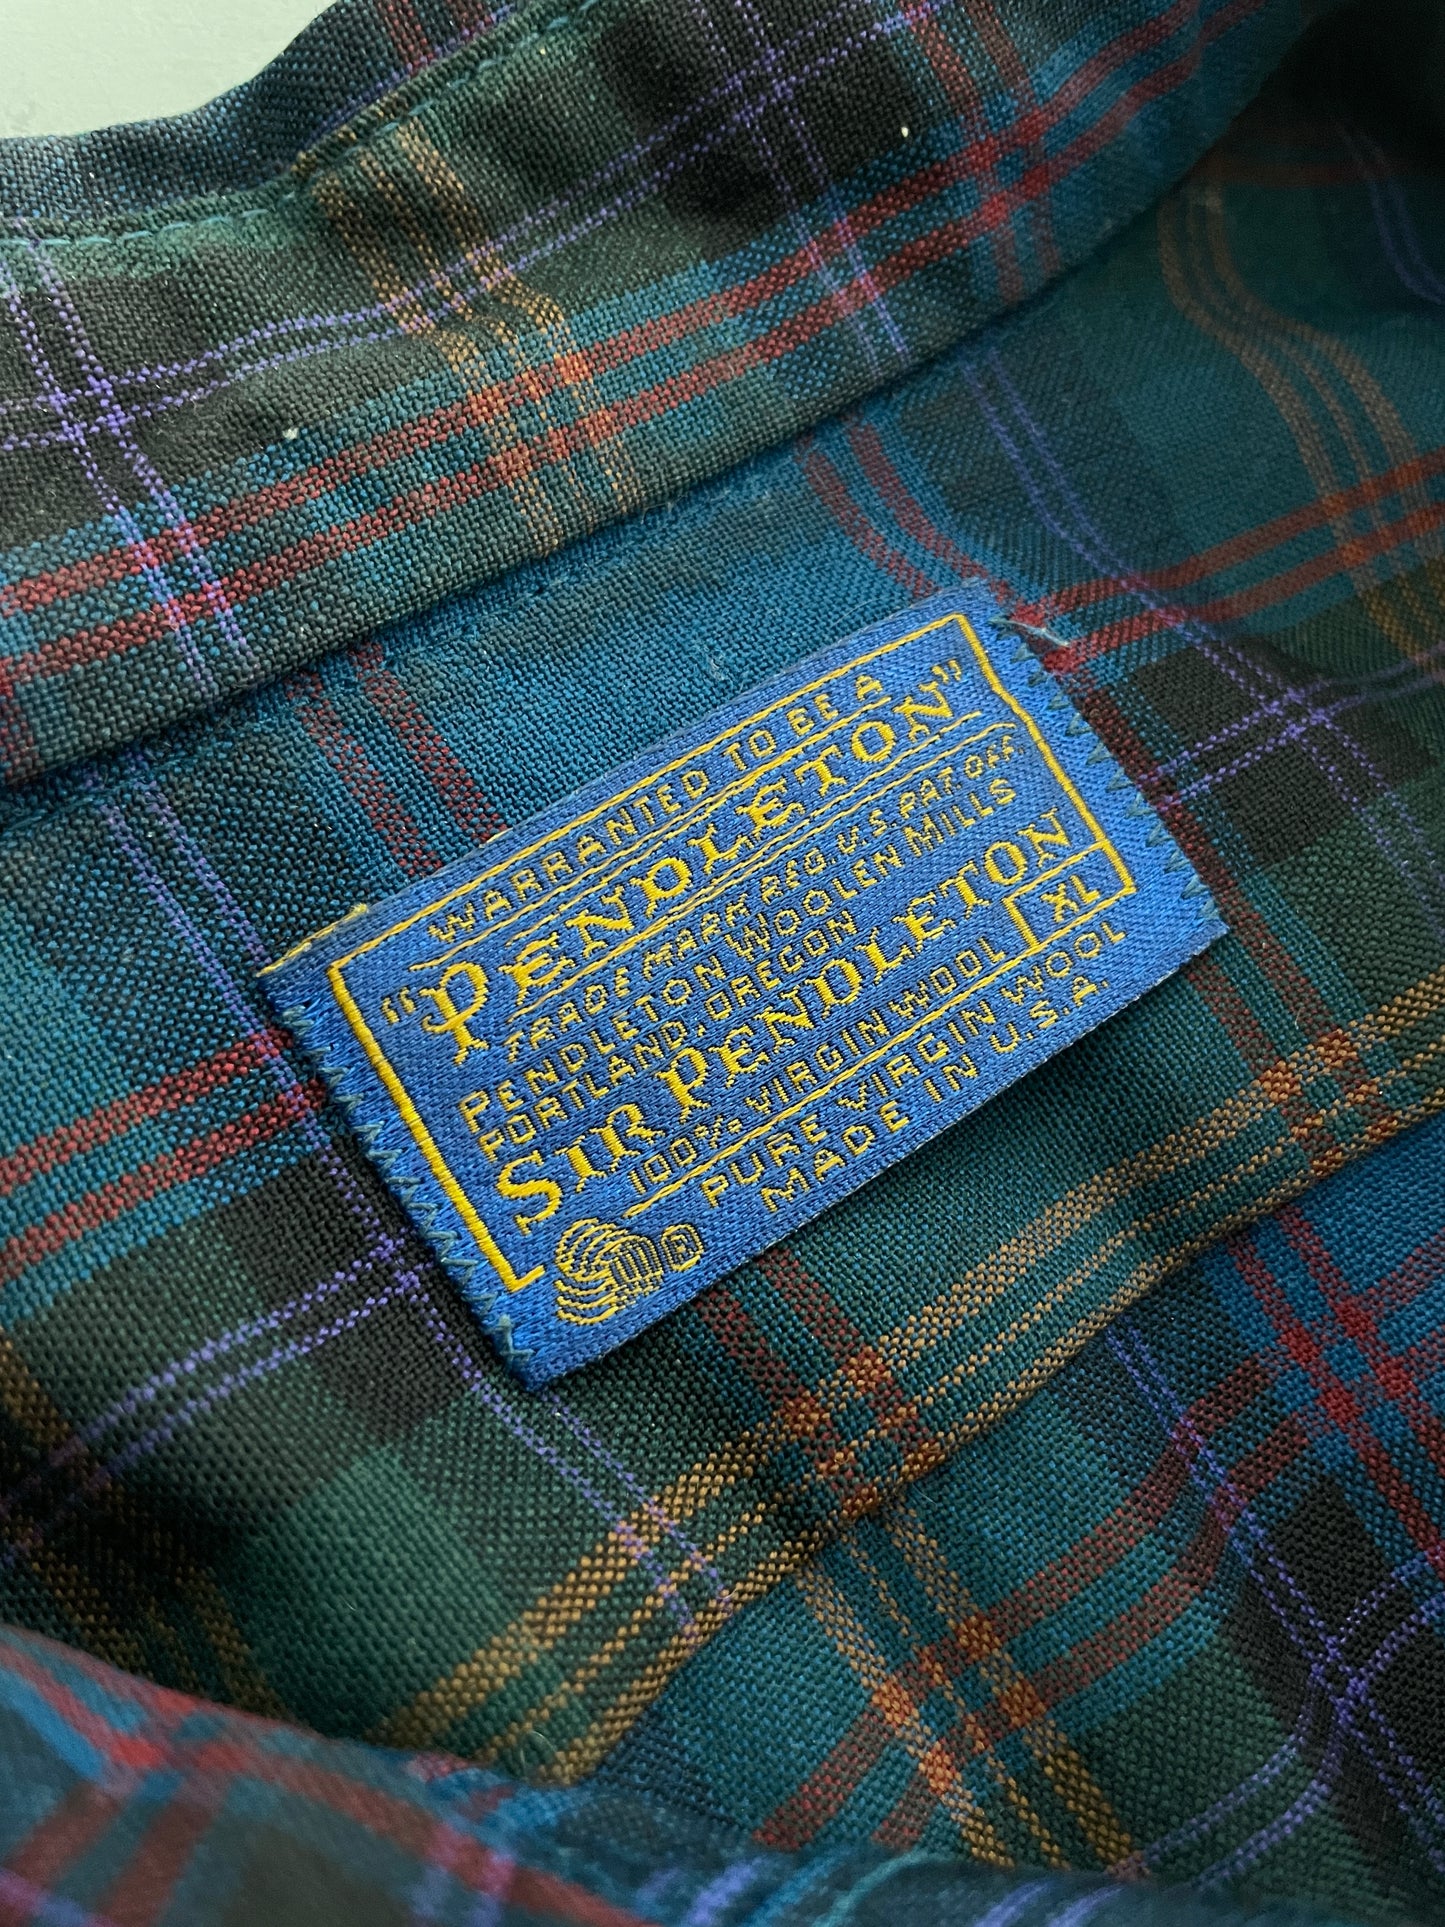 WARRANTED TO BE A
"PENDLETON"
TRADE MARK REG. U.S. PAT. OFF.
PENDLETON WOOLEN MILLS
PORTLAND, OREGON
SIR PENDLETON
100% VIRGIN WOOL XL
PURE VIRGIN WOOL
MADE IN U.S.A.